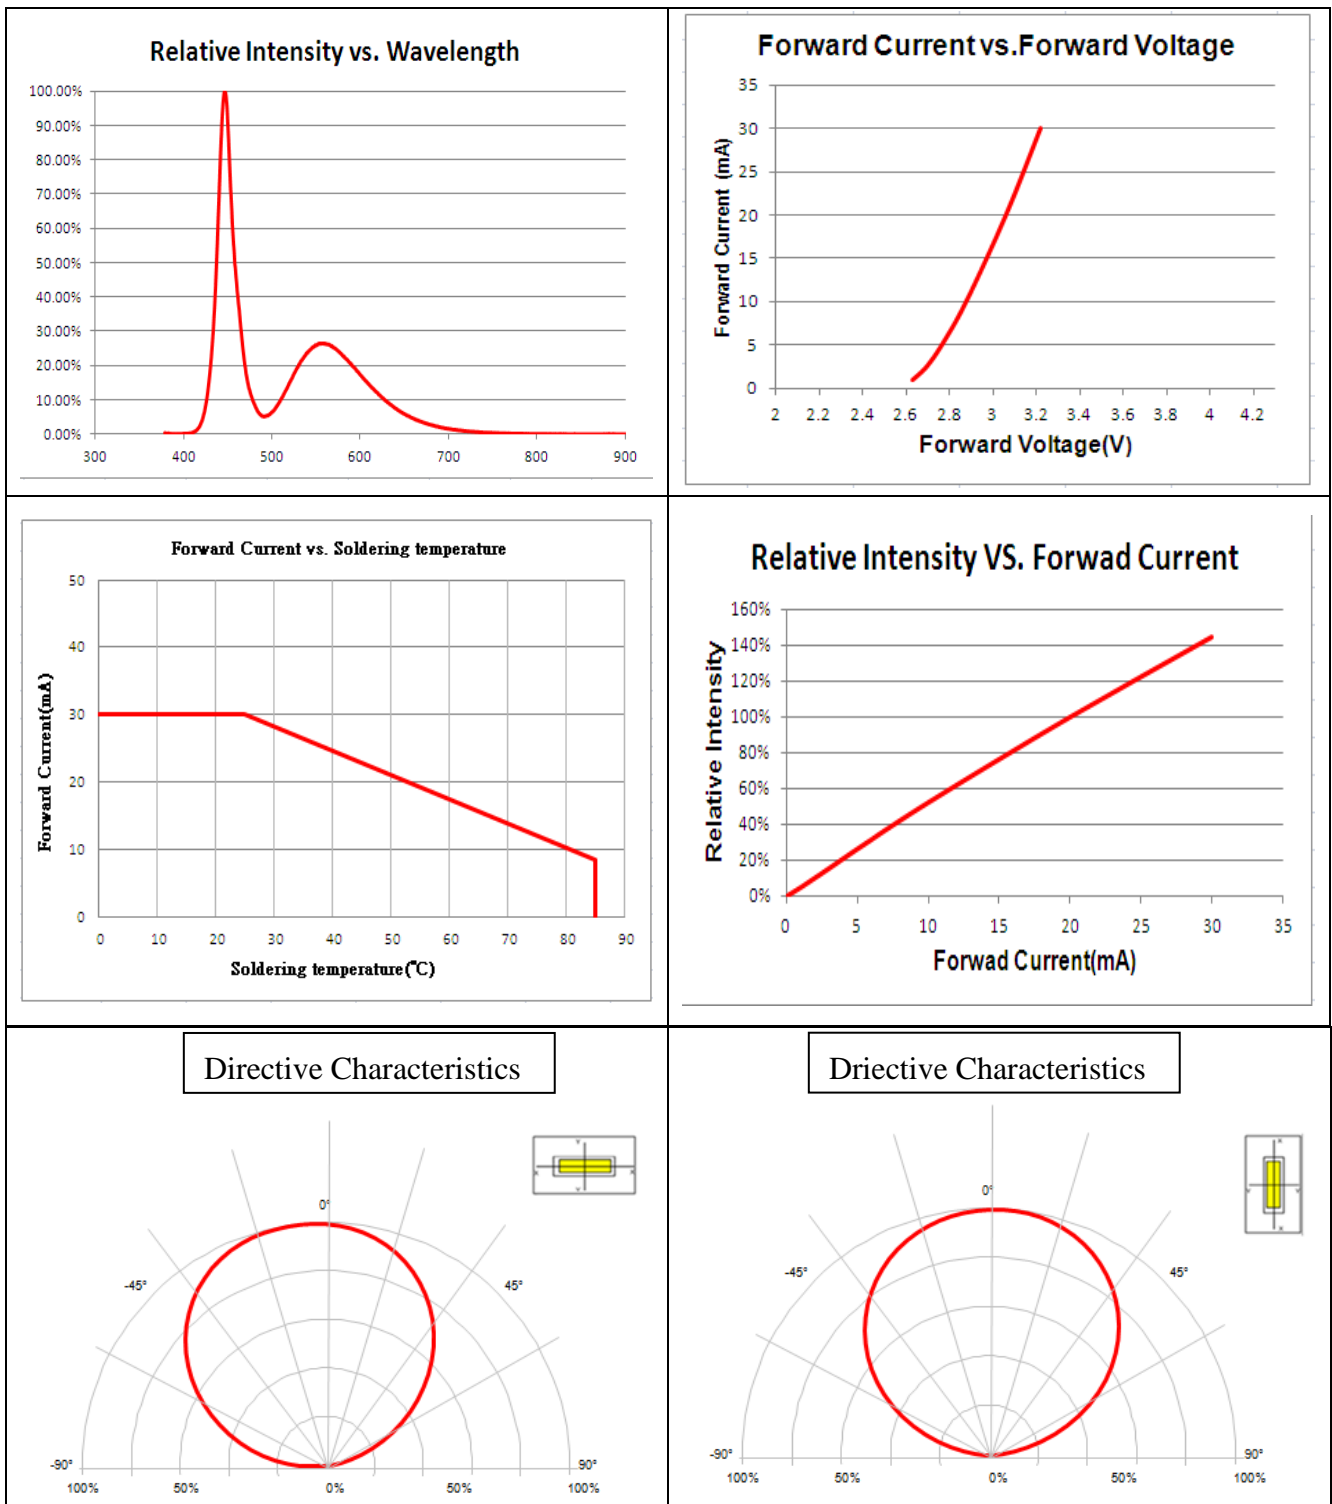 Relative Intensity vs. Wavelength
100.00%
90.00%
80.00%
70.00%
60.00%
50.00%
40.00%
30.00%
20.00%
10.00%
0.00%
300 400 500 600 700 800 900
Forward Current vs.Forward Voltage
Forward Current (mA)
35
30
25
20
15
10
5
0
2 2.2 2.4 2.6 2.8 3 3.2 3.4 3.6 3.8 4 4.2
Forward Voltage(V)
Forward Current vs. Soldering temperature
Forward Current(mA)
50
40
30
20
10
0
0 10 20 30 40 50 60 70 80 90
Soldering temperature(℃)
Relative Intensity VS. Forwad Current
Relative Intensity
160%
140%
120%
100%
80%
60%
40%
20%
0%
0 5 10 15 20 25 30 35
Forwad Current(mA)
Directive Characteristics
Y
X X
Y
0°
-45° 45°
-90° 90°
100% 50% 0% 50% 100%
Driective Characteristics
X
Y Y
X
0°
-45° 45°
-90° 90°
100% 50% 0% 50% 100%